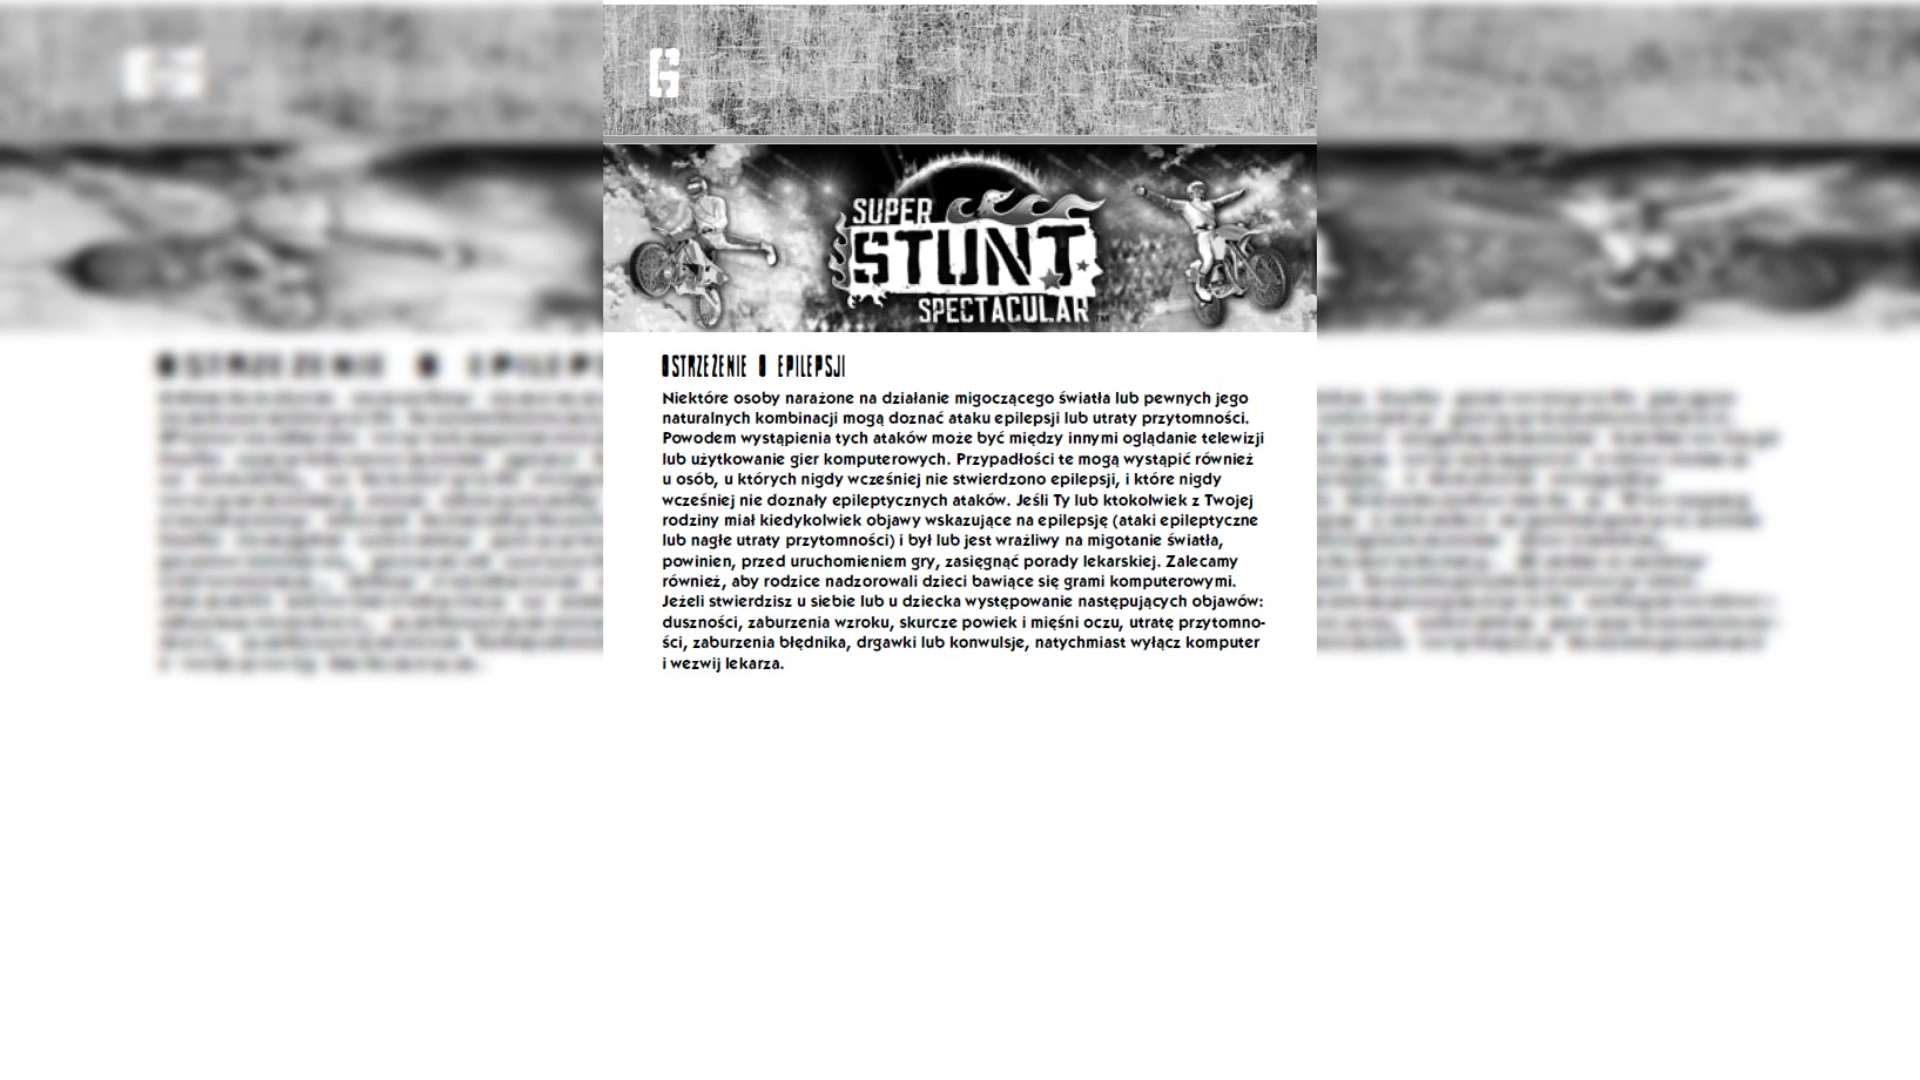 6
SUPER
STUNT
SPECTACULAR™
OSTRZEŻENIE O EPILEPSJI
Niektóre osoby narażone na działanie migoczącego światła lub pewnych jego
naturalnych kombinacji mogą doznać ataku epilepsji lub utraty przytomności.
Powodem wystąpienia tych ataków może być między innymi oglądanie telewizji
lub użytkowanie gier komputerowych. Przypadłości te mogą wystąpić również
u osób, u których nigdy wcześniej nie stwierdzono epilepsji, i które nigdy
wcześniej nie doznały epileptycznych ataków. Jeśli Ty lub ktokolwiek z Twojej
rodziny miał kiedykolwiek objawy wskazujące na epilepsję (ataki epileptyczne
lub nagłe utraty przytomności) i był lub jest wrażliwy na migotanie światła,
powinien, przed uruchomieniem gry, zasięgnąć porady lekarskiej. Zalecamy
również, aby rodzice nadzorowali dzieci bawiące się grami komputerowymi.
Jeżeli stwierdzisz u siebie lub u dziecka występowanie następujących objawów:
duszności, zaburzenia wzroku, skurcze powiek i mięśni oczu, utratę przytomno-
ści, zaburzenia błędnika, drgawki lub konwulsje, natychmiast wyłącz komputer
i wezwij lekarza.